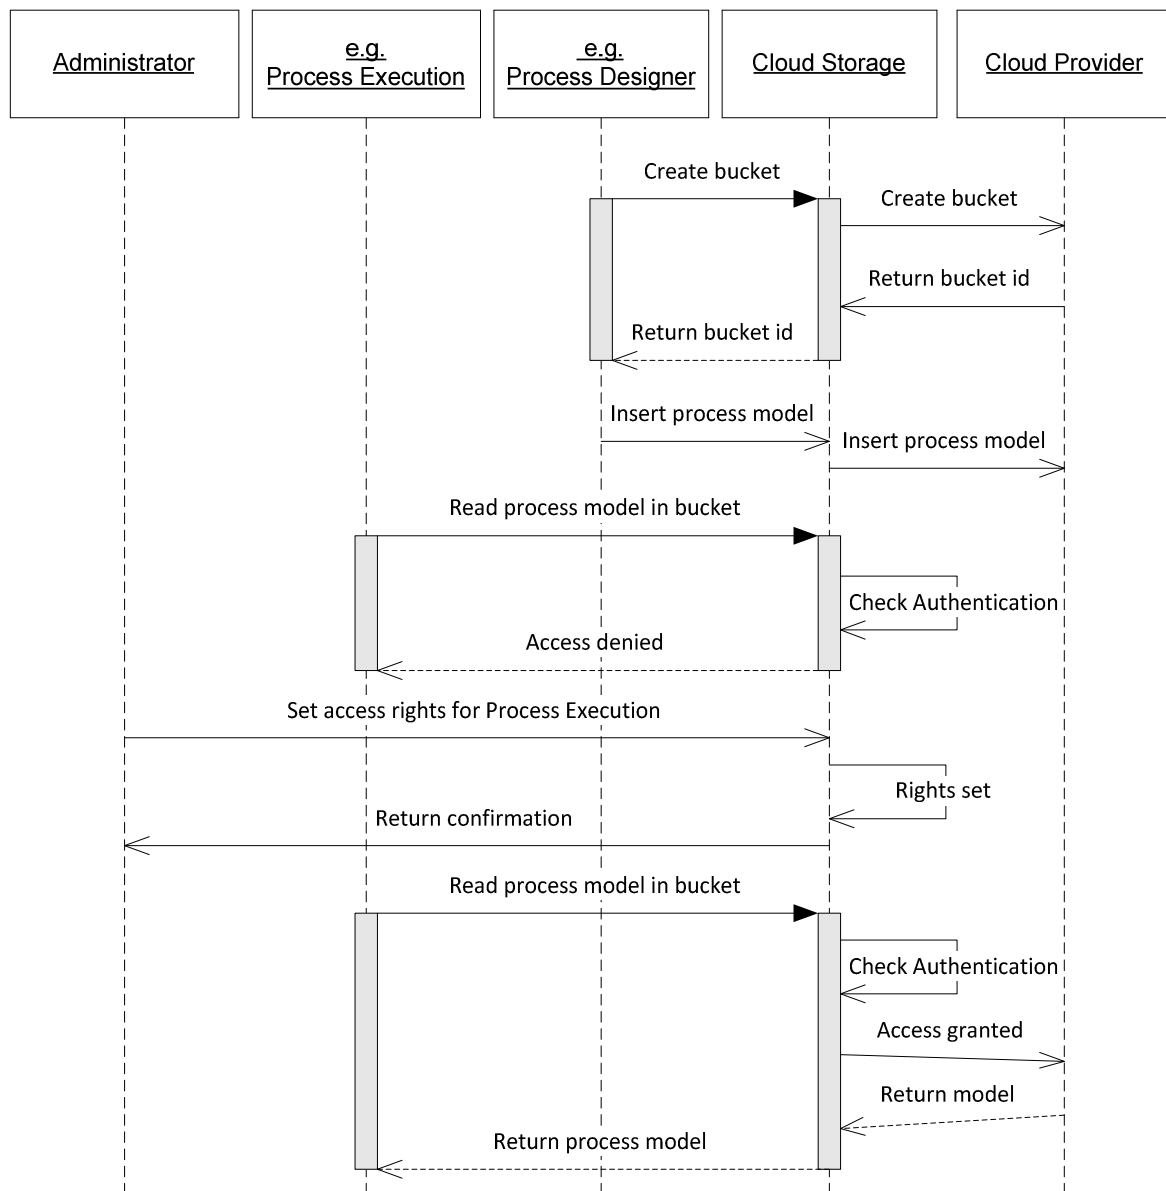 Administrator
e.g.
Process Execution
e.g.
Process Designer
Cloud Storage
Cloud Provider
Create bucket
Create bucket
Return bucket id
Return bucket id
Insert process model
Insert process model
Read process model in bucket
Check Authentication
Access denied
Set access rights for Process Execution
Rights set
Return confirmation
Read process model in bucket
Check Authentication
Access granted
Return model
Return process model